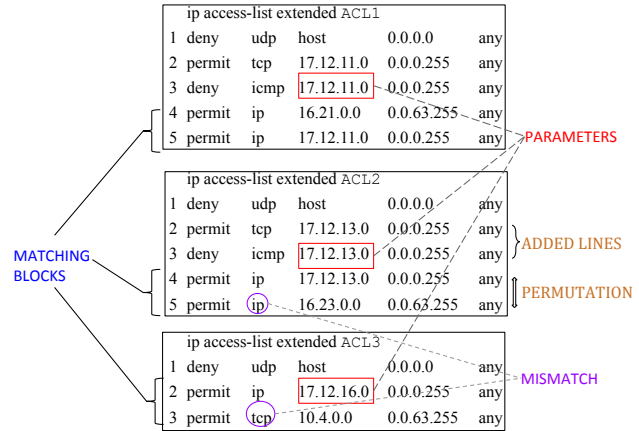 ip access-list extended ACL1
1 deny udp host 0.0.0.0 any
2 permit tcp 17.12.11.0 0.0.0.255 any
3 deny icmp 17.12.11.0 0.0.0.255 any
4 permit ip 16.21.0.0 0.0.63.255 any
5 permit ip 17.12.11.0 0.0.0.255 any
PARAMETERS
ip access-list extended ACL2
1 deny udp host 0.0.0.0 any
2 permit tcp 17.12.13.0 0.0.0.255 any
3 deny icmp 17.12.13.0 0.0.0.255 any
4 permit ip 17.12.13.0 0.0.0.255 any
5 permit ip 16.23.0.0 0.0.63.255 any
ADDED LINES
PERMUTATION
MATCHING
BLOCKS
ip access-list extended ACL3
1 deny udp host 0.0.0.0 any
2 permit ip 17.12.16.0 0.0.0.255 any
3 permit tcp 10.4.0.0 0.0.63.255 any
MISMATCH